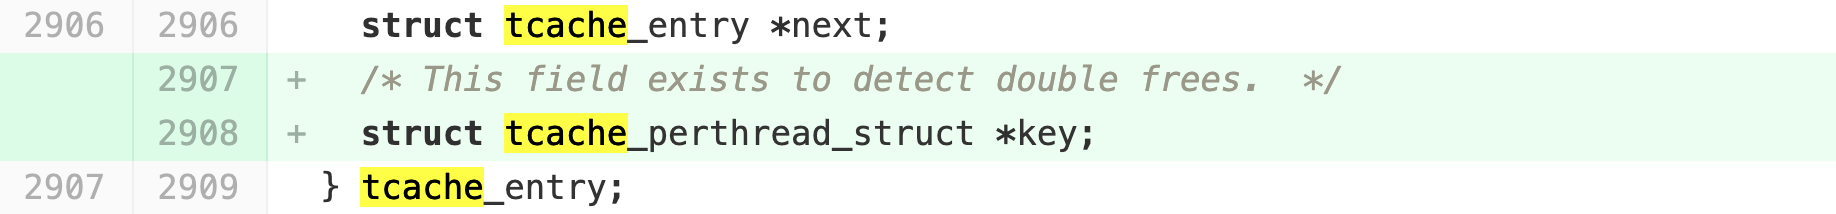 2906 2906 struct tcache_entry *next;
2907 + /* This field exists to detect double frees.  */
2908 + struct tcache_perthread_struct *key;
2907 2909 } tcache_entry;